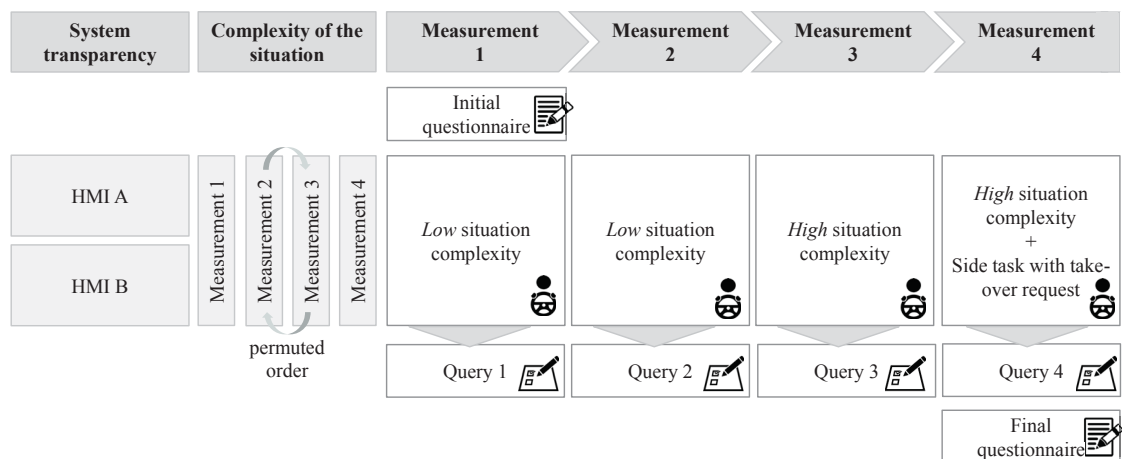 System
transparency
Complexity of the
situation
Measurement
1
Measurement
2
Measurement
3
Measurement
4
Initial
questionnaire
HMI A
HMI B
Measurement 1
Measurement 2
Measurement 3
Measurement 4
permuted
order
Low situation
complexity
Low situation
complexity
High situation
complexity
High situation
complexity
+
Side task with take-
over request
Query 1
Query 2
Query 3
Query 4
Final
questionnaire